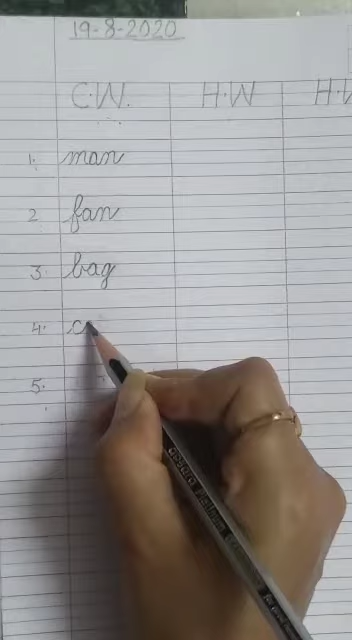 19-8-2020
C.W. H.W H.W
1. man
2 fan
3. bag
4. c
5.